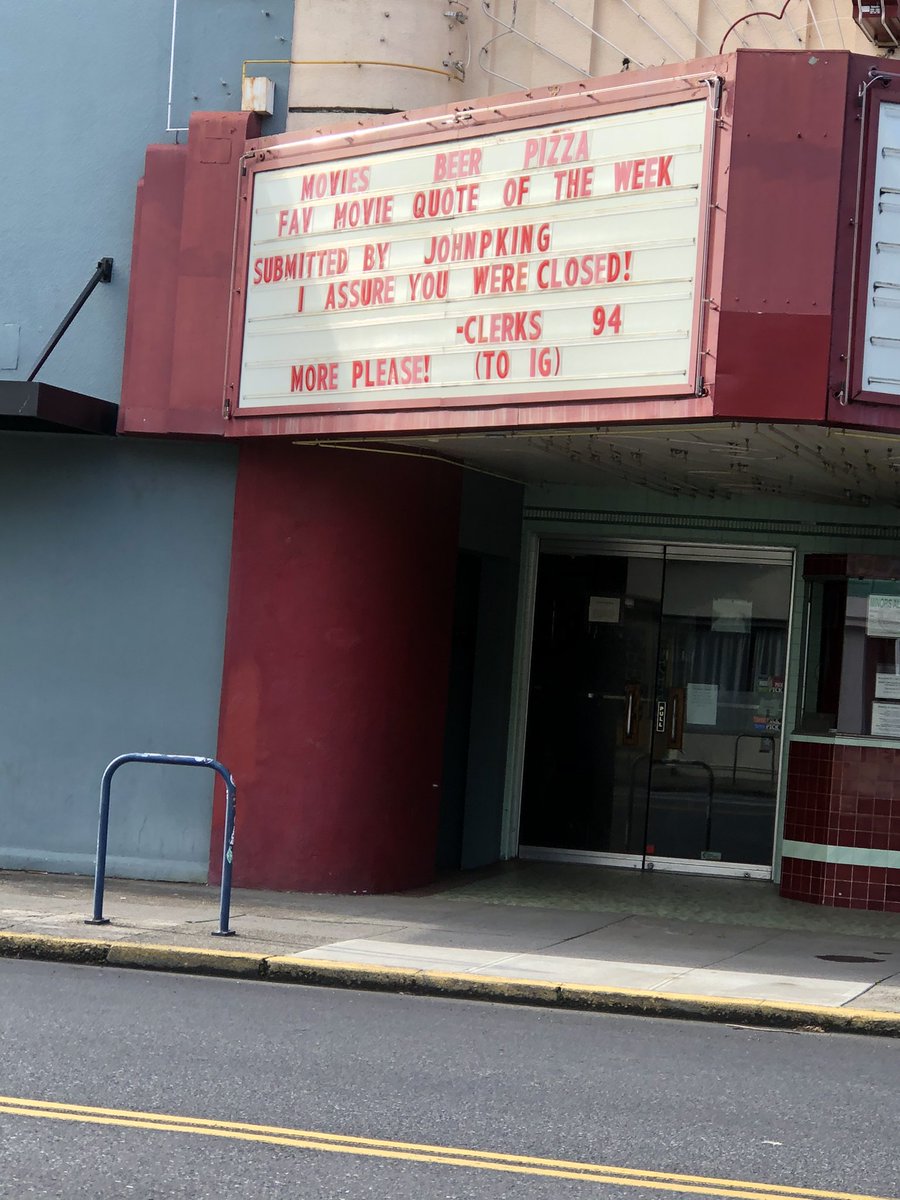 MOVIES BEER PIZZA
FAV MOVIE QUOTE OF THE WEEK
SUBMITTED BY JOHNPKING
I ASSURE YOU WERE CLOSED!
-CLERKS 94
MORE PLEASE! (TO IG)
PULL